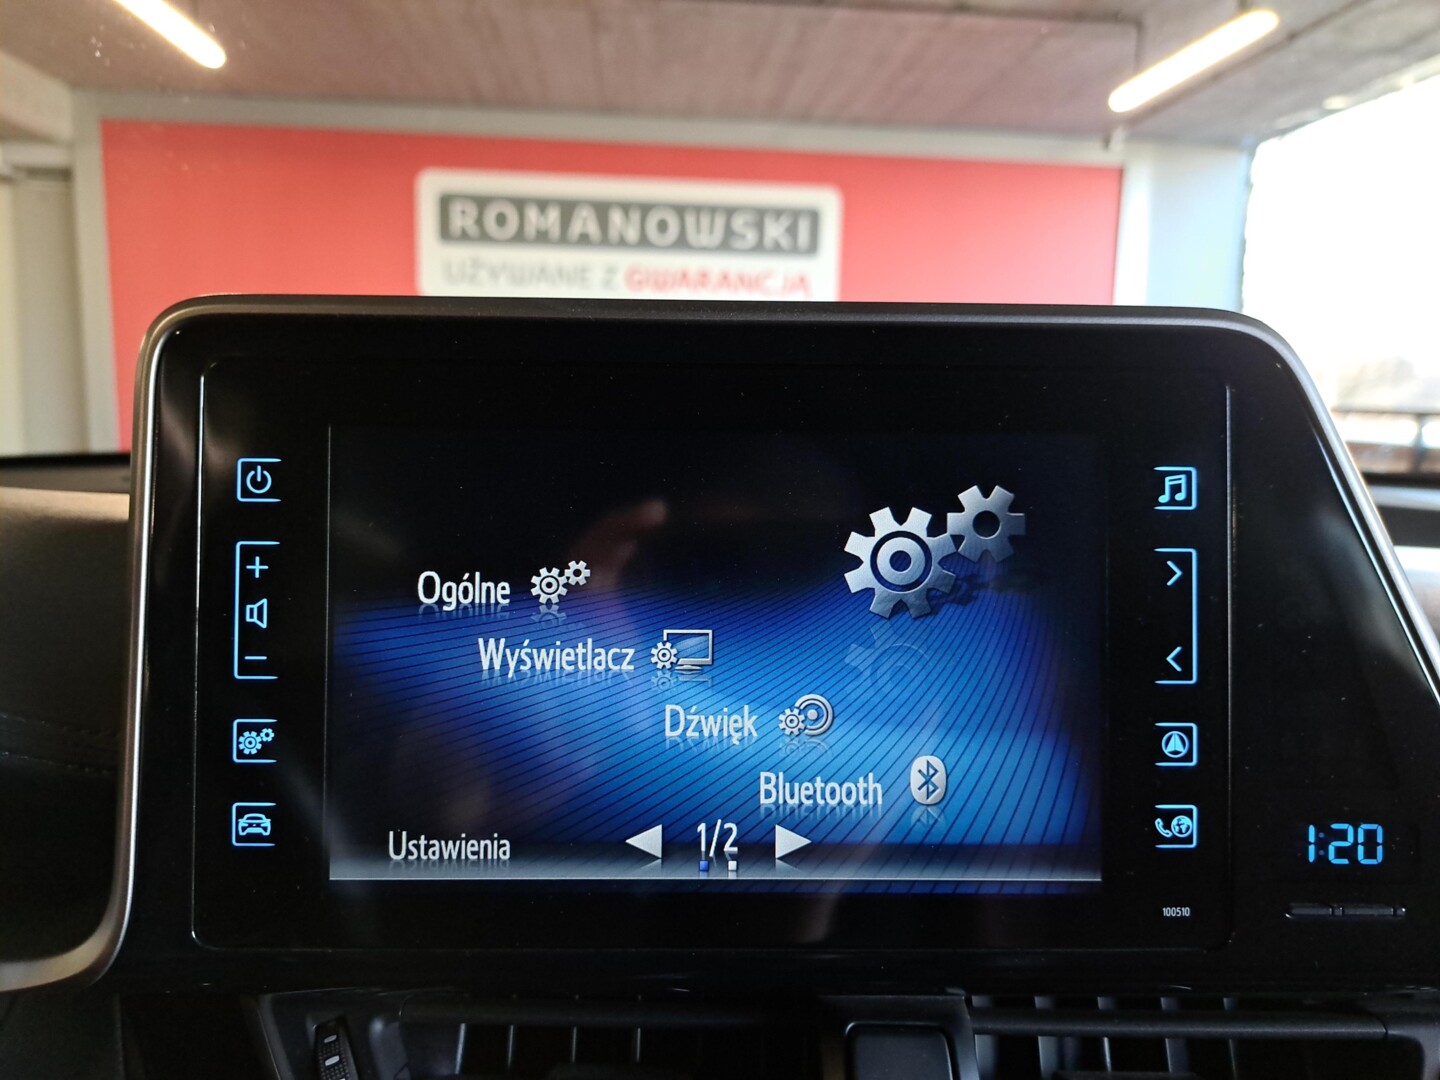 ROMANOWSKI
UŻYWANE Z GWARANCJĄ
Ogólne
Wyświetlacz
Dźwięk
Bluetooth
Ustawienia
1/2
1:20
100510